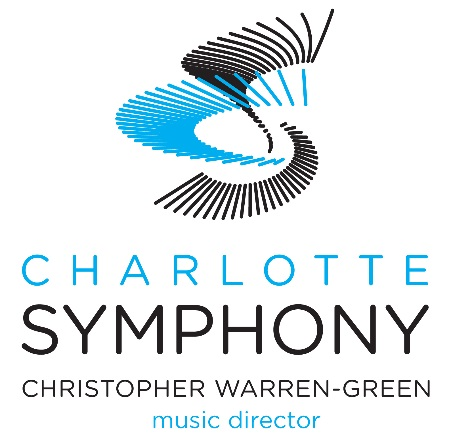 CHARLOTTE
SYMPHONY
CHRISTOPHER WARREN-GREEN
music director